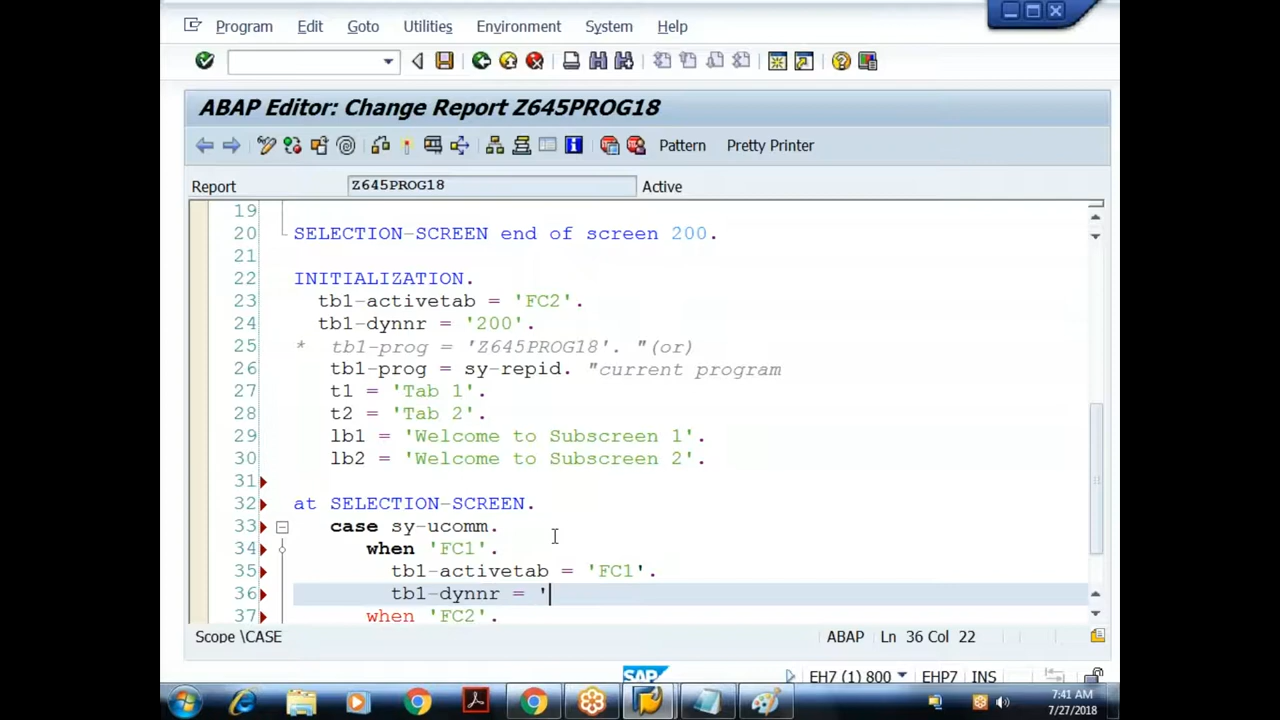 Program Edit Goto Utilities Environment System Help
ABAP Editor: Change Report Z645PROG18
Pattern Pretty Printer
Report Z645PROG18 Active
19
20 SELECTION-SCREEN end of screen 200.
21
22 INITIALIZATION.
23 tb1-activetab = 'FC2'.
24 tb1-dynnr = '200'.
25 * tb1-prog = 'Z645PROG18'. "(or)
26 tb1-prog = sy-repid. "current program
27 t1 = 'Tab 1'.
28 t2 = 'Tab 2'.
29 lb1 = 'Welcome to Subscreen 1'.
30 lb2 = 'Welcome to Subscreen 2'.
31
32 at SELECTION-SCREEN.
33 case sy-ucomm.
34 when 'FC1'.
35 tb1-activetab = 'FC1'.
36 tb1-dynnr = '
37 when 'FC2'.
Scope \CASE ABAP Ln 36 Col 22
SAP EH7 (1) 800 EHP7 INS
7:41 AM
7/27/2018